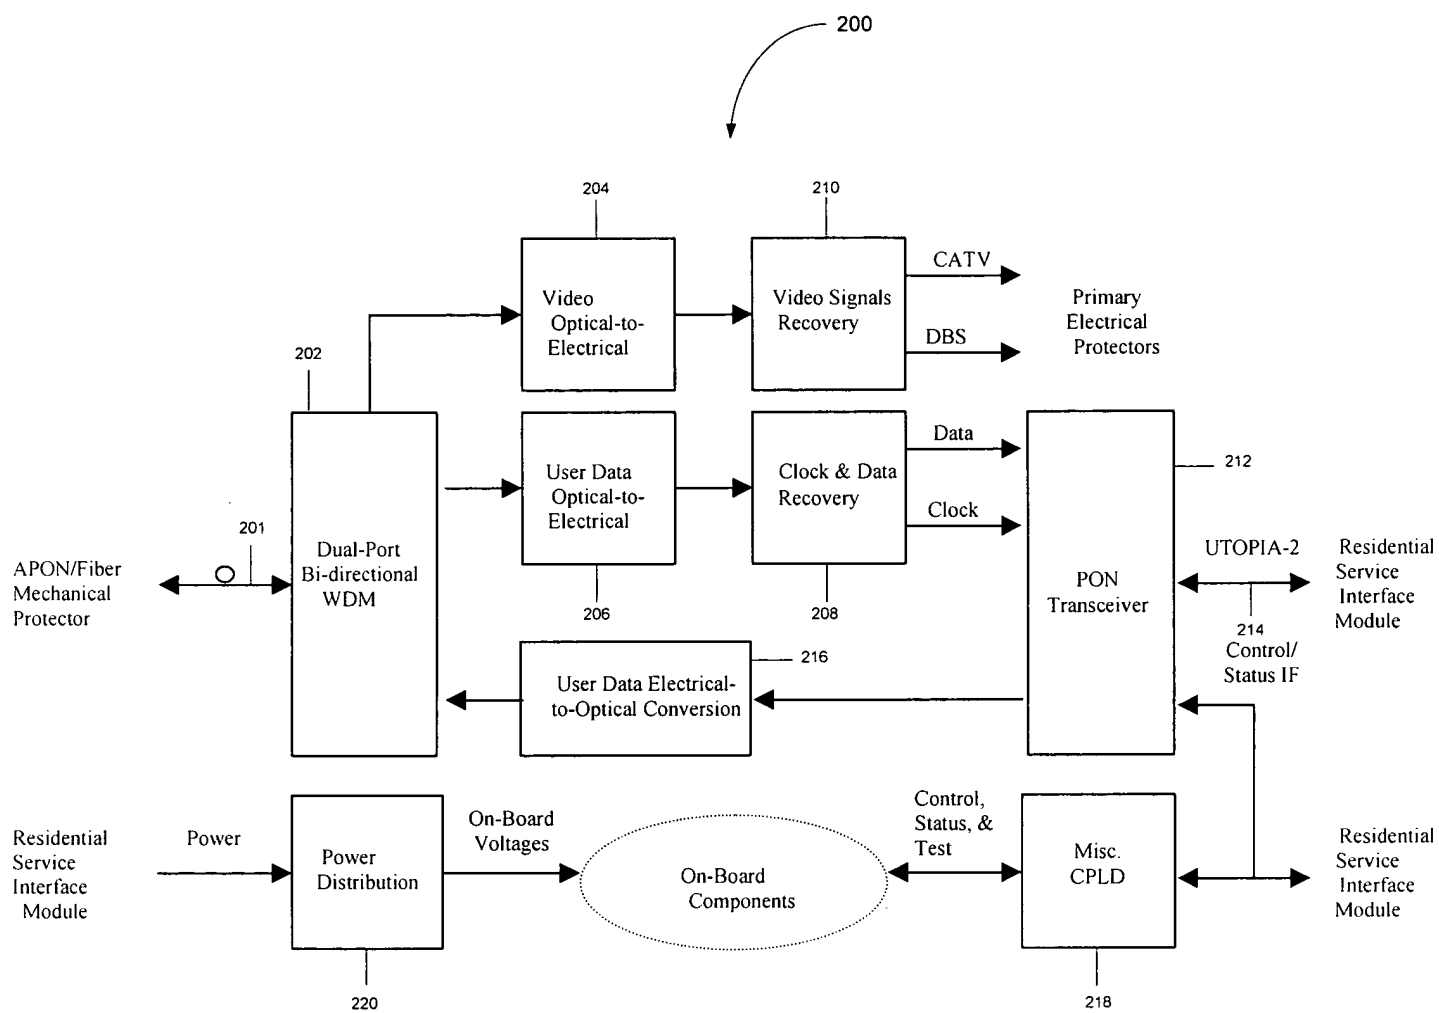 200
204
210
Video
Optical-to-
Electrical
Video Signals
Recovery
CATV
DBS
Primary
Electrical
Protectors
202
User Data
Optical-to-
Electrical
Clock & Data
Recovery
Data
Clock
212
201
APON/Fiber
Mechanical
Protector
Dual-Port
Bi-directional
WDM
206
208
PON
Transceiver
UTOPIA-2
214
Control/
Status IF
Residential
Service
Interface
Module
216
User Data Electrical-
to-Optical Conversion
Residential
Service
Interface
Module
Power
Power
Distribution
On-Board
Voltages
On-Board
Components
Control,
Status, &
Test
Misc.
CPLD
Residential
Service
Interface
Module
220
218